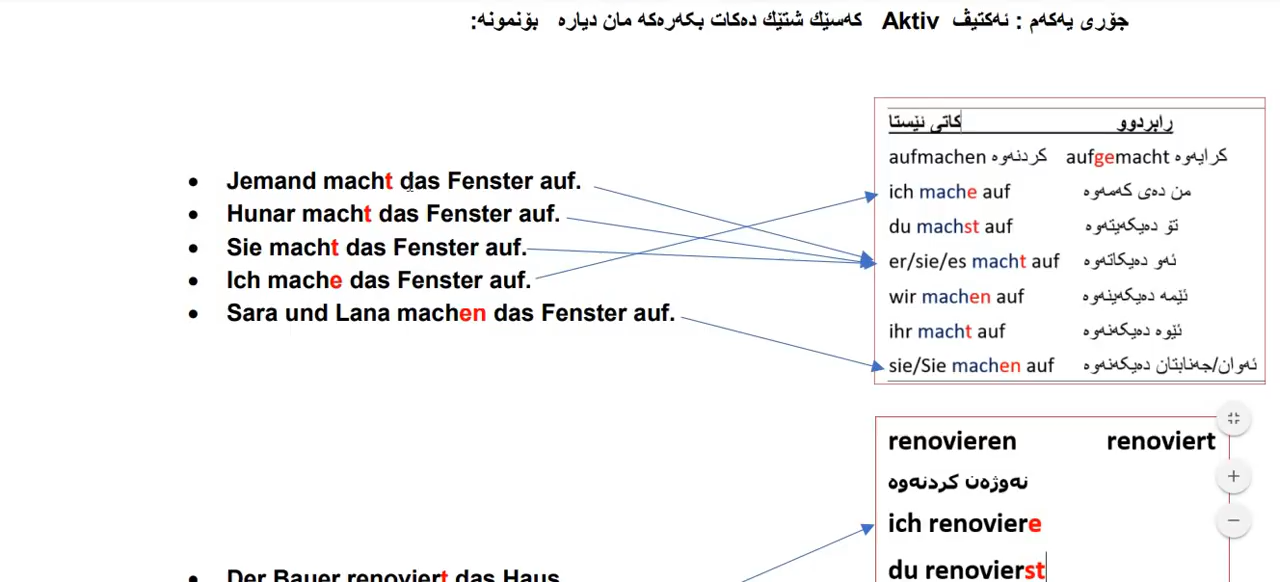 جۆری یەکەم : ئەکتیڤ Aktiv کەسێك شتێك دەکات بکەرەکە مان دیارە بۆنمونە:
• Jemand macht das Fenster auf.
• Hunar macht das Fenster auf.
• Sie macht das Fenster auf.
• Ich mache das Fenster auf.
• Sara und Lana machen das Fenster auf.
کاتی ئێستا رابردوو
aufmachen کردنەوە aufgemacht کرایەوە
ich mache auf من دەی کەمەوە
du machst auf تۆ دەیکەیتەوە
er/sie/es macht auf ئەو دەیکاتەوە
wir machen auf ئێمە دەیکەینەوە
ihr macht auf ئێوە دەیکەنەوە
sie/Sie machen auf ئەوان/جەنابتان دەیکەنەوە
renovieren renoviert
نەوژەن کردنەوە
ich renoviere
du renovierst
• Der Bauer renoviert das Haus